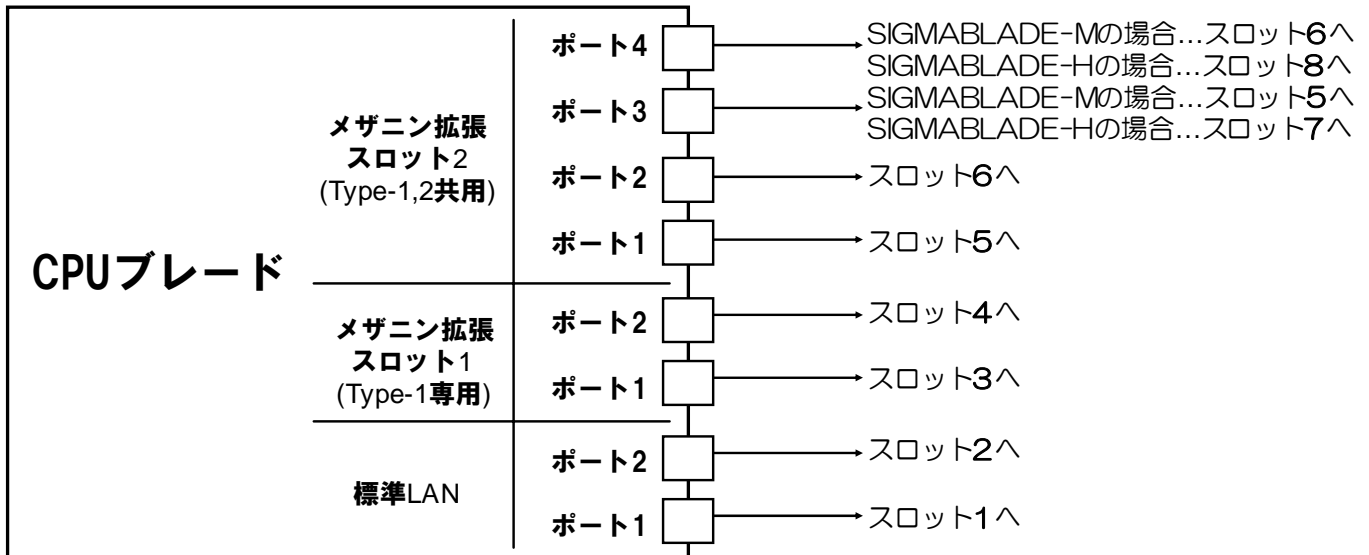 ポート4
SIGMABLADE-Mの場合…スロット6へ
SIGMABLADE-Hの場合…スロット8へ
ポート3
SIGMABLADE-Mの場合…スロット5へ
SIGMABLADE-Hの場合…スロット7へ
メザニン拡張
スロット2
(Type-1,2共用)
ポート2
スロット6へ
ポート1
スロット5へ
CPUブレード
メザニン拡張
スロット1
(Type-1専用)
ポート2
スロット4へ
ポート1
スロット3へ
標準LAN
ポート2
スロット2へ
ポート1
スロット1へ